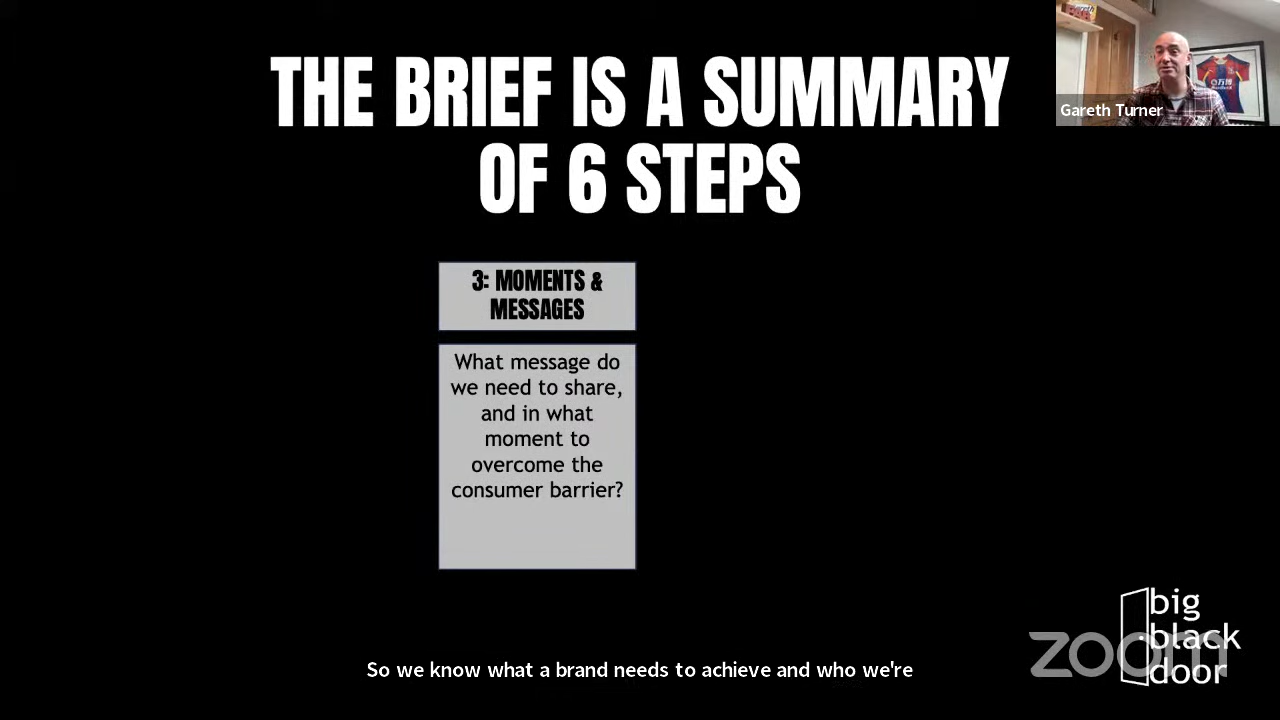 THE BRIEF IS A SUMMARY
OF 6 STEPS
Gareth Turner
3: MOMENTS &
MESSAGES
What message do
we need to share,
and in what
moment to
overcome the
consumer barrier?
big
black
door
zoom
So we know what a brand needs to achieve and who we're